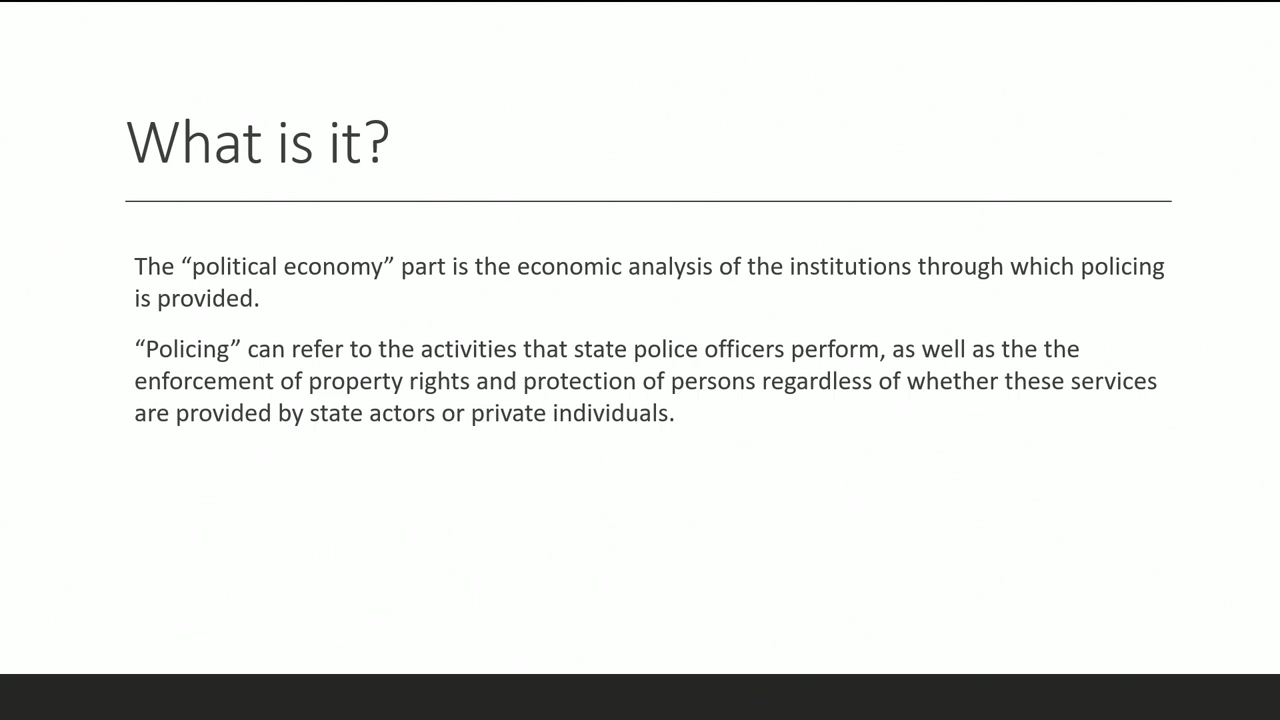 What is it?
The “political economy” part is the economic analysis of the institutions through which policing
is provided.
“Policing” can refer to the activities that state police officers perform, as well as the the
enforcement of property rights and protection of persons regardless of whether these services
are provided by state actors or private individuals.